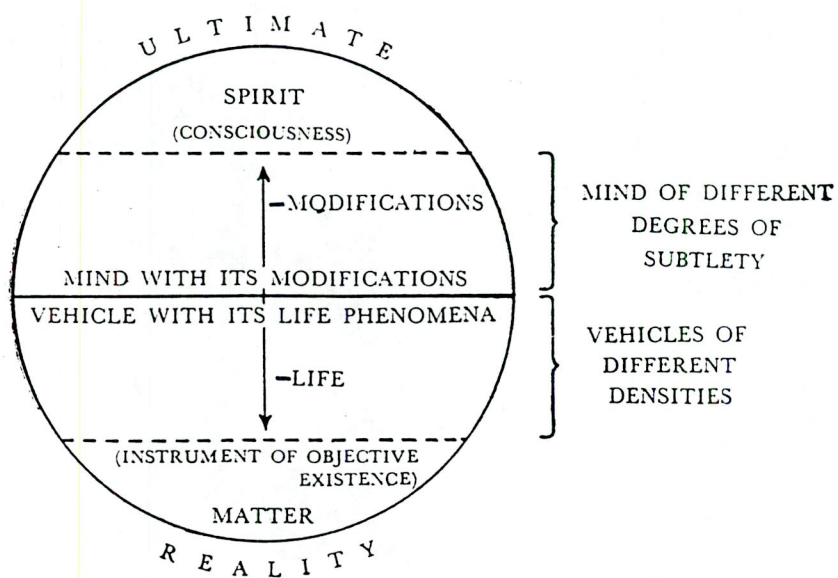 ULTIMATE
SPIRIT
(CONSCIOUSNESS)
-MODIFICATIONS
MIND WITH ITS MODIFICATIONS
VEHICLE WITH ITS LIFE PHENOMENA
-LIFE
(INSTRUMENT OF OBJECTIVE
EXISTENCE)
MATTER
REALITY
MIND OF DIFFERENT
DEGREES OF
SUBTLETY
VEHICLES OF
DIFFERENT
DENSITIES